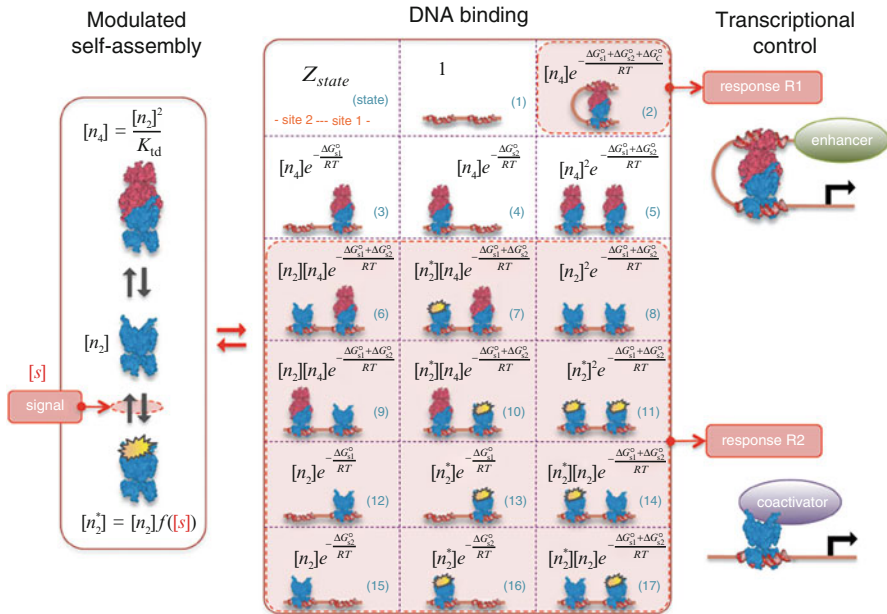 Modulated
self-assembly
DNA binding
Transcriptional
control
[n₄] = [n₂]²/K_td
[n₂]
[s]
signal
[n₂*] = [n₂] f([s])
Z_state
(state)
- site 2 --- site 1 -
1
(1)
[n₄]e^(-(ΔG°s1+ΔG°s2+ΔG°C)/RT)
(2)
[n₄]e^(-ΔG°s1/RT)
(3)
[n₄]e^(-ΔG°s2/RT)
(4)
[n₄]²e^(-(ΔG°s1+ΔG°s2)/RT)
(5)
[n₂][n₄]e^(-(ΔG°s1+ΔG°s2)/RT)
(6)
[n₂*][n₄]e^(-(ΔG°s1+ΔG°s2)/RT)
(7)
[n₂]²e^(-(ΔG°s1+ΔG°s2)/RT)
(8)
[n₂][n₄]e^(-(ΔG°s1+ΔG°s2)/RT)
(9)
[n₂*][n₄]e^(-(ΔG°s1+ΔG°s2)/RT)
(10)
[n₂*]²e^(-(ΔG°s1+ΔG°s2)/RT)
(11)
[n₂]e^(-ΔG°s1/RT)
(12)
[n₂*]e^(-ΔG°s1/RT)
(13)
[n₂*][n₂]e^(-(ΔG°s1+ΔG°s2)/RT)
(14)
[n₂]e^(-ΔG°s2/RT)
(15)
[n₂*]e^(-ΔG°s2/RT)
(16)
[n₂*][n₂]e^(-(ΔG°s1+ΔG°s2)/RT)
(17)
response R1
enhancer
response R2
coactivator